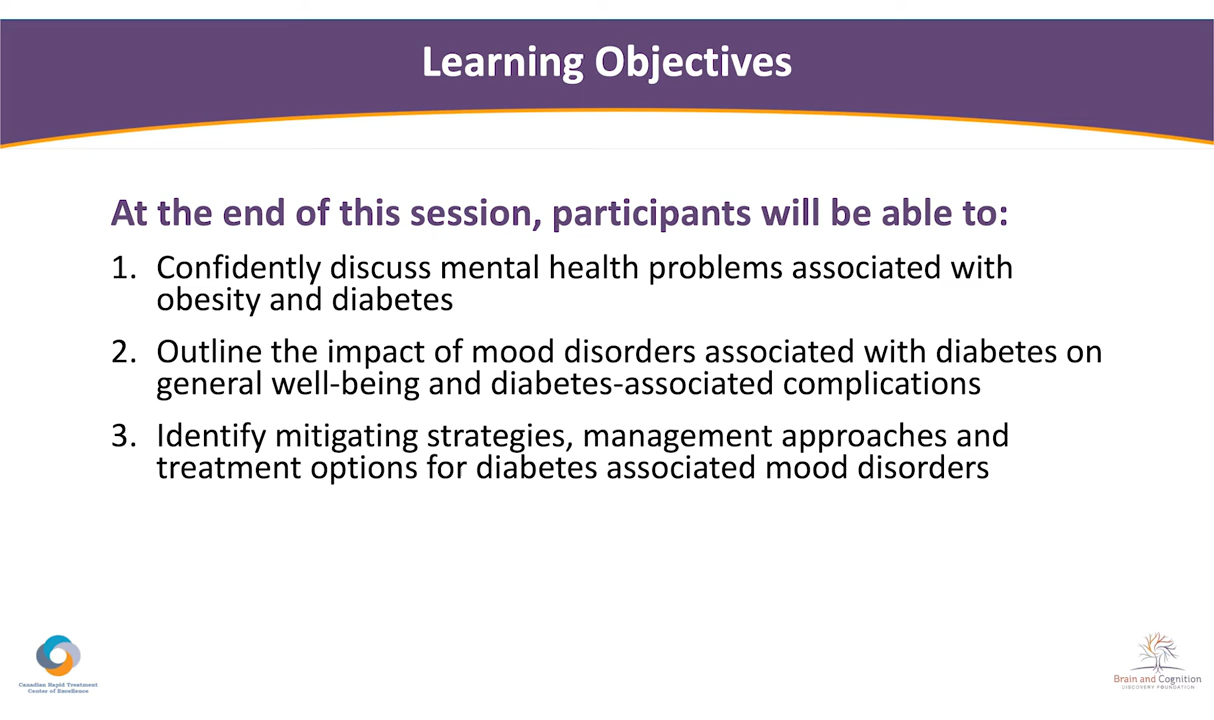 Learning Objectives
At the end of this session, participants will be able to:
1. Confidently discuss mental health problems associated with
obesity and diabetes
2. Outline the impact of mood disorders associated with diabetes on
general well-being and diabetes-associated complications
3. Identify mitigating strategies, management approaches and
treatment options for diabetes associated mood disorders
Canadian Rapid Treatment
Center of Excellence
Brain and Cognition
DISCOVERY FOUNDATION